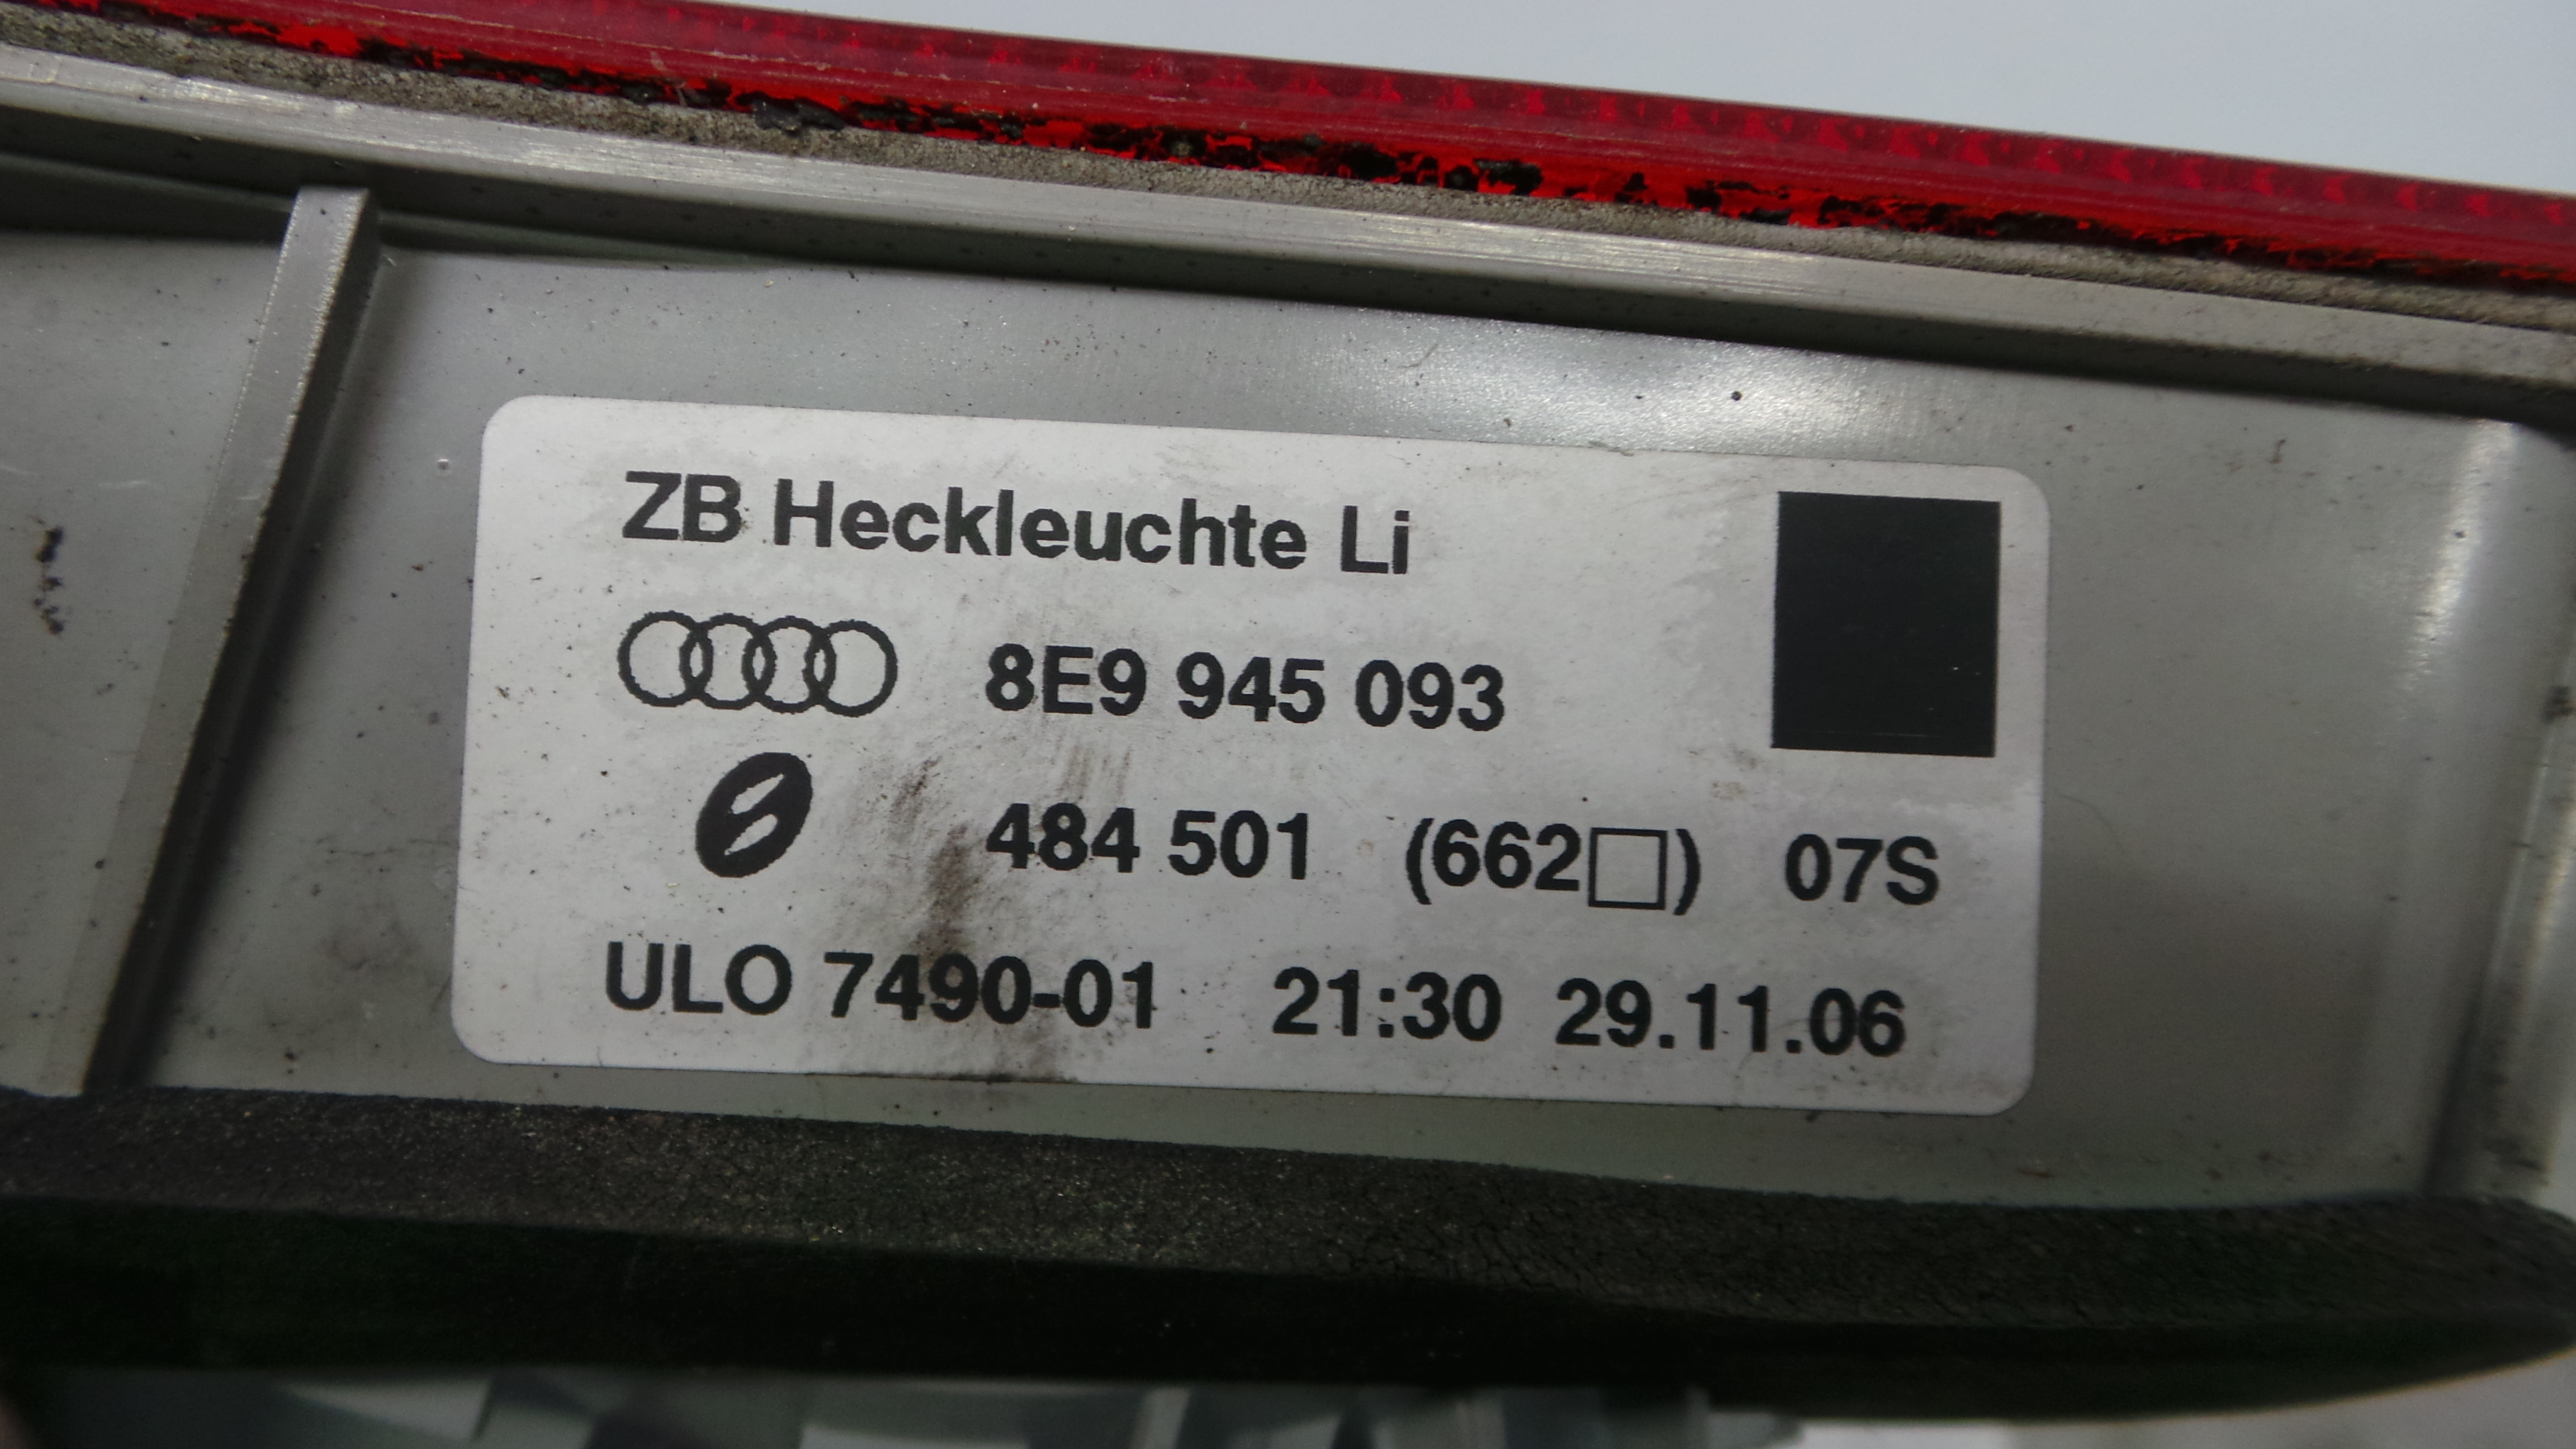 ZB Heckleuchte Li
8E9 945 093
484 501 (662□) 07S
ULO 7490-01 21:30 29.11.06